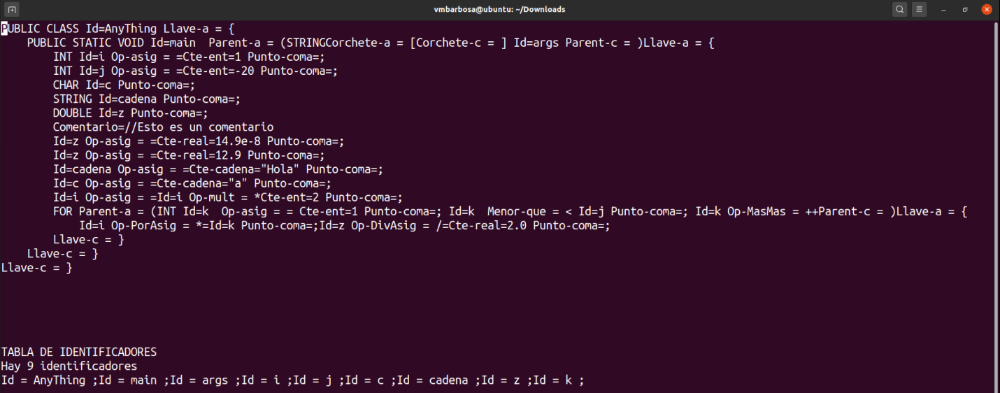 vmbarbosa@ubuntu: ~/Downloads
PUBLIC CLASS Id=AnyThing Llave-a = {
    PUBLIC STATIC VOID Id=main  Parent-a = (STRINGCorchete-a = [Corchete-c = ] Id=args Parent-c = )Llave-a = {
        INT Id=i Op-asig = =Cte-ent=1 Punto-coma=;
        INT Id=j Op-asig = =Cte-ent=-20 Punto-coma=;
        CHAR Id=c Punto-coma=;
        STRING Id=cadena Punto-coma=;
        DOUBLE Id=z Punto-coma=;
        Comentario=//Esto es un comentario
        Id=z Op-asig = =Cte-real=14.9e-8 Punto-coma=;
        Id=z Op-asig = =Cte-real=12.9 Punto-coma=;
        Id=cadena Op-asig = =Cte-cadena="Hola" Punto-coma=;
        Id=c Op-asig = =Cte-cadena="a" Punto-coma=;
        Id=i Op-asig = =Id=i Op-mult = *Cte-ent=2 Punto-coma=;
        FOR Parent-a = (INT Id=k  Op-asig = = Cte-ent=1 Punto-coma=; Id=k  Menor-que = < Id=j Punto-coma=; Id=k Op-MasMas = ++Parent-c = )Llave-a = {
            Id=i Op-PorAsig = *=Id=k Punto-coma=;Id=z Op-DivAsig = /=Cte-real=2.0 Punto-coma=;
        Llave-c = }
    Llave-c = }
Llave-c = }
TABLA DE IDENTIFICADORES
Hay 9 identificadores
Id = AnyThing ;Id = main ;Id = args ;Id = i ;Id = j ;Id = c ;Id = cadena ;Id = z ;Id = k ;